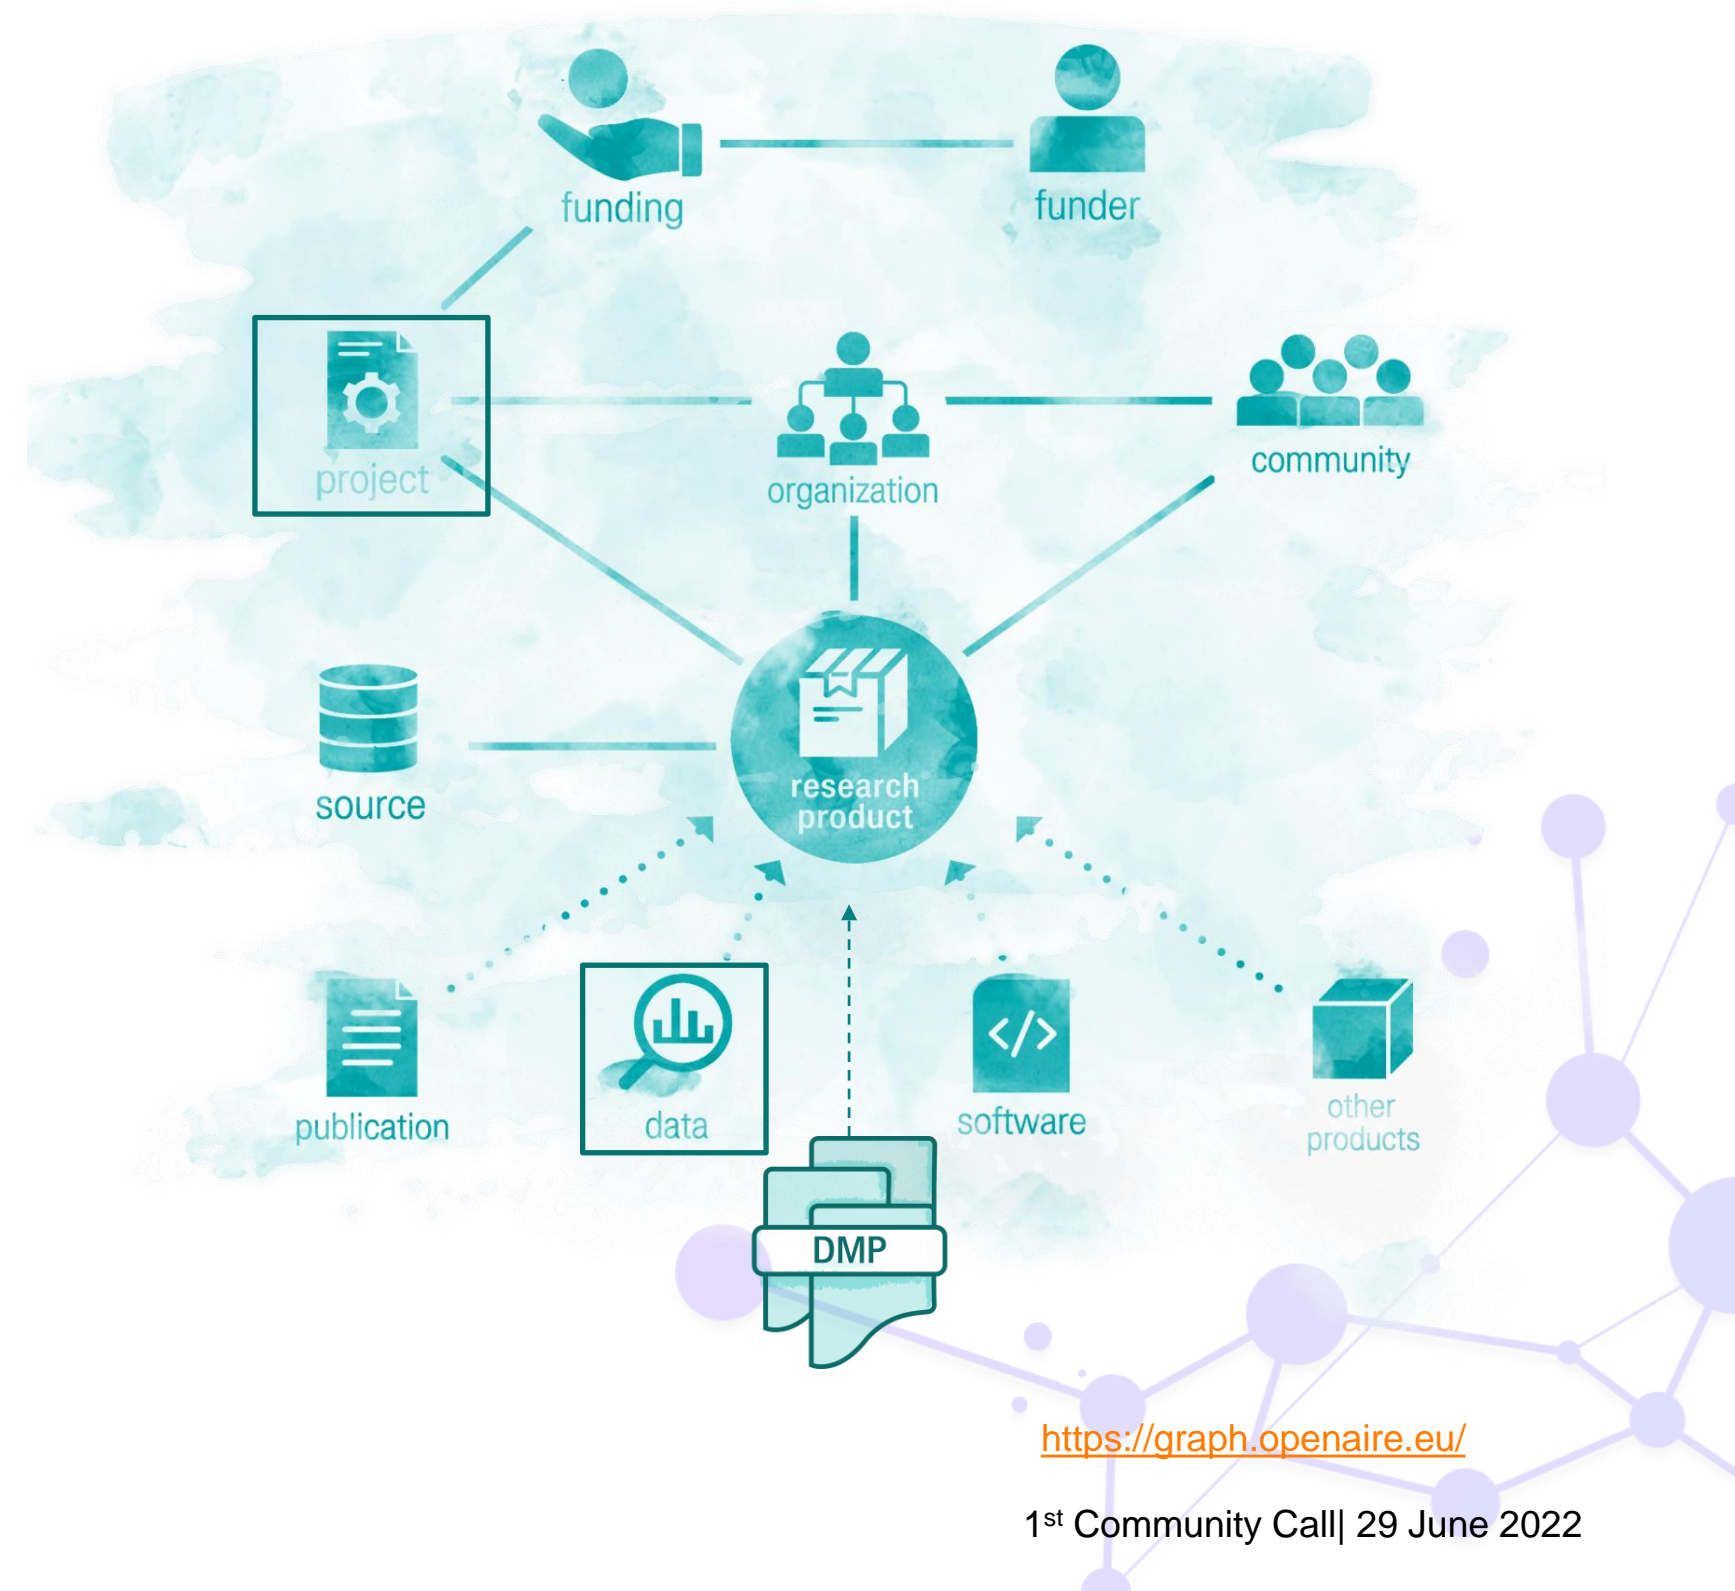 funding
funder
project
organization
community
source
research
product
publication
data
software
other
products
DMP
https://graph.openaire.eu/
1st Community Call| 29 June 2022